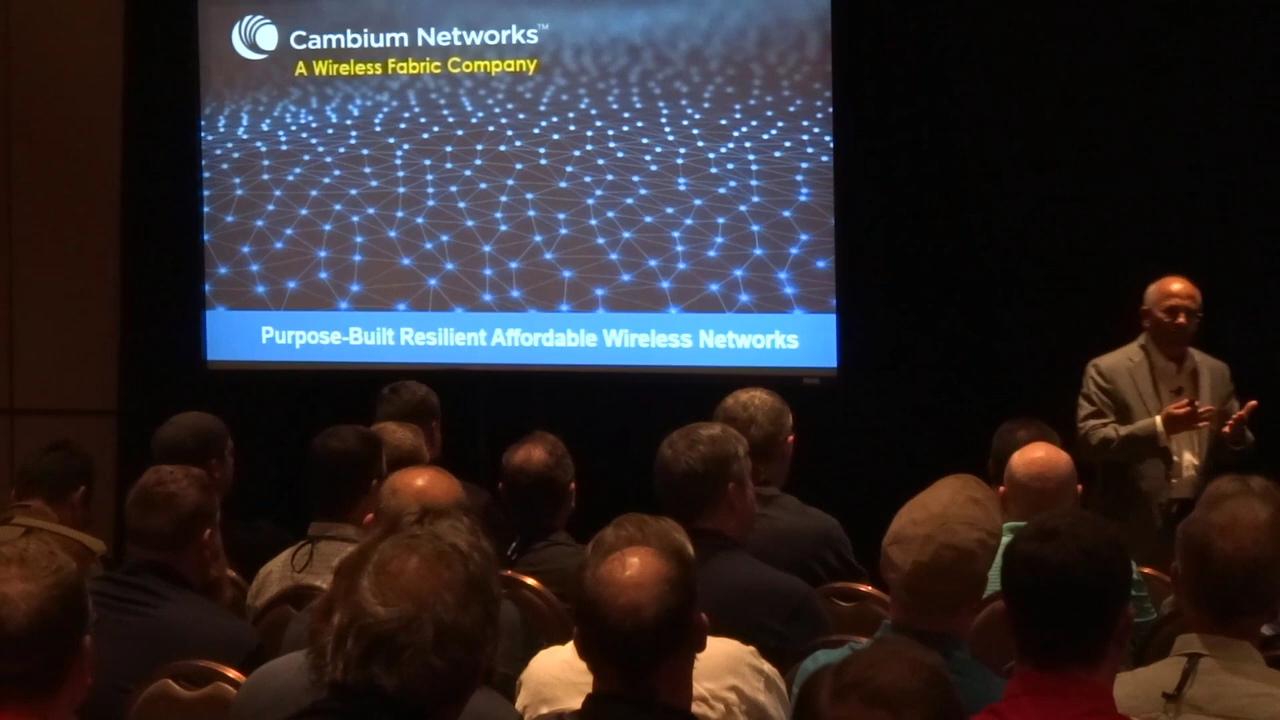 Cambium Networks™
A Wireless Fabric Company
Purpose-Built Resilient Affordable Wireless Networks